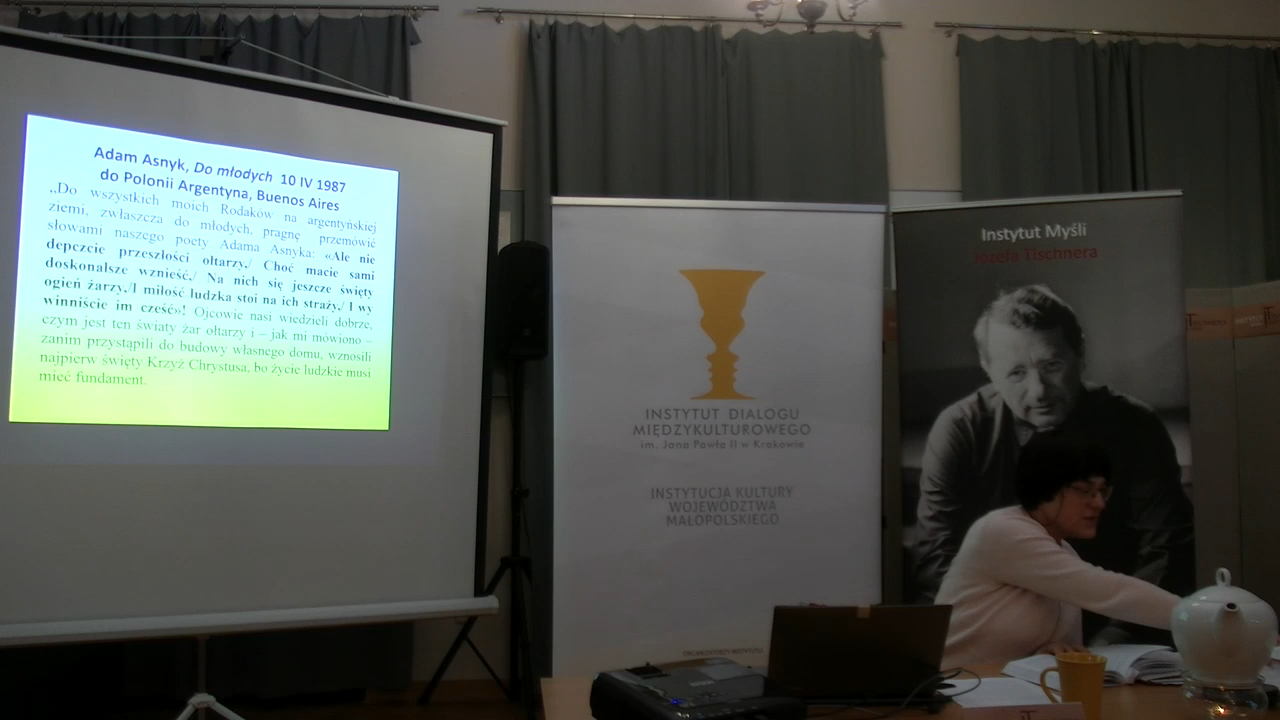 Adam Asnyk, Do młodych 10 IV 1987
do Polonii Argentyna, Buenos Aires
„Do wszystkich moich Rodaków na argentyńskiej
ziemi, zwłaszcza do młodych, pragnę przemówić
słowami naszego poety Adama Asnyka: «Ale nie
depczcie przeszłości ołtarzy,/ Choć macie sami
doskonalsze wznieść,/ Na nich się jeszcze święty
ogień żarzy,/I miłość ludzka stoi na ich straży,/ I wy
winniście im cześć»! Ojcowie nasi wiedzieli dobrze,
czym jest ten światy żar ołtarzy i – jak mi mówiono –
zanim przystąpili do budowy własnego domu, wznosili
najpierw święty Krzyż Chrystusa, bo życie ludzkie musi
mieć fundament.
INSTYTUT DIALOGU
MIĘDZYKULTUROWEGO
im. Jana Pawła II w Krakowie
INSTYTUCJA KULTURY
WOJEWÓDZTWA
MAŁOPOLSKIEGO
Instytut Myśli
Józefa Tischnera